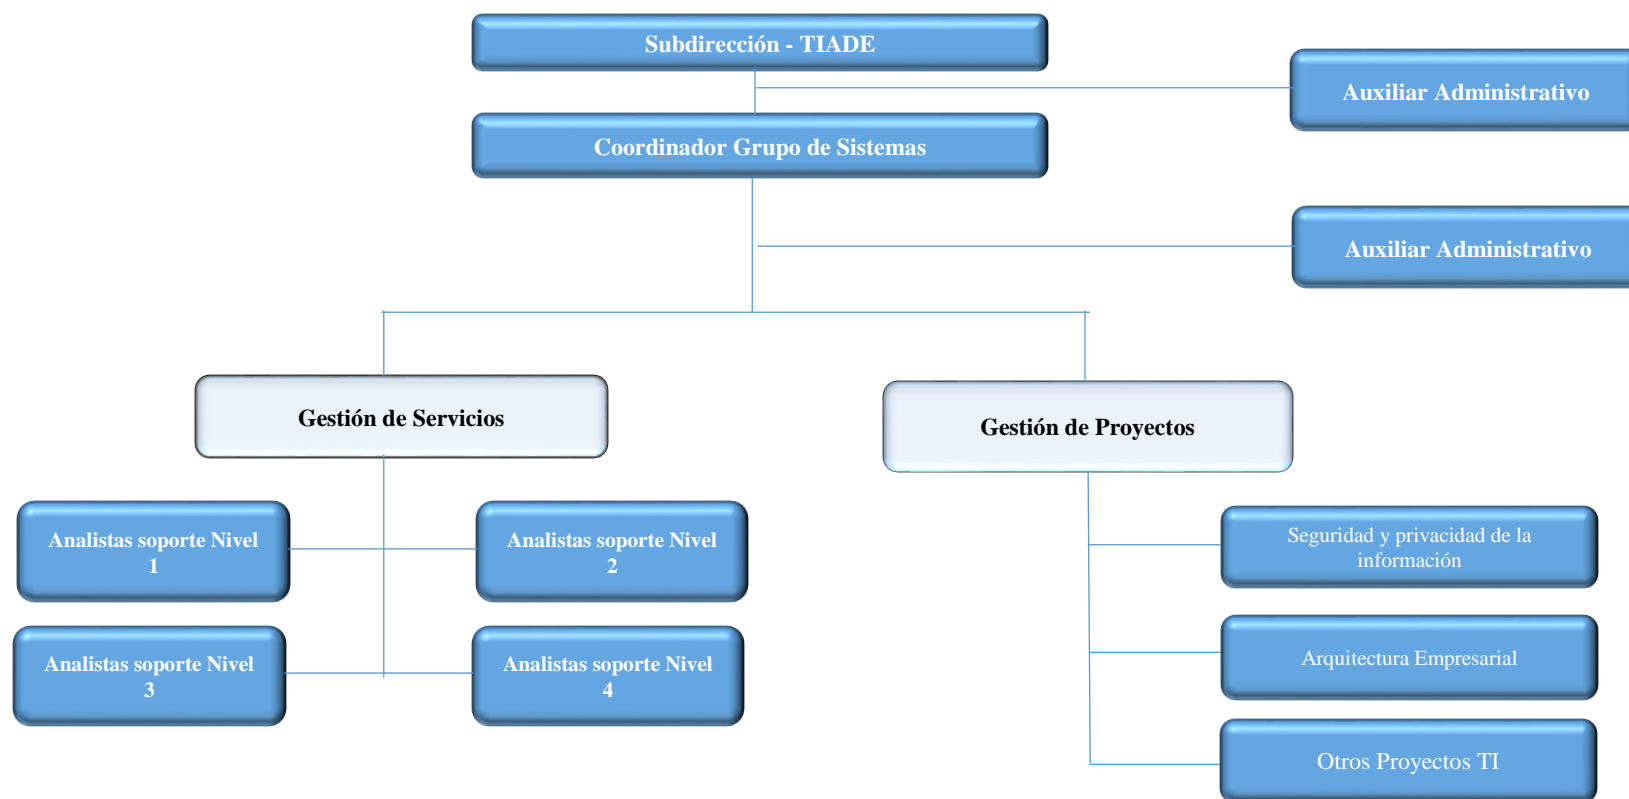 Subdirección - TIADE
Auxiliar Administrativo
Coordinador Grupo de Sistemas
Auxiliar Administrativo
Gestión de Servicios
Gestión de Proyectos
Analistas soporte Nivel
1
Analistas soporte Nivel
2
Analistas soporte Nivel
3
Analistas soporte Nivel
4
Seguridad y privacidad de la
información
Arquitectura Empresarial
Otros Proyectos TI